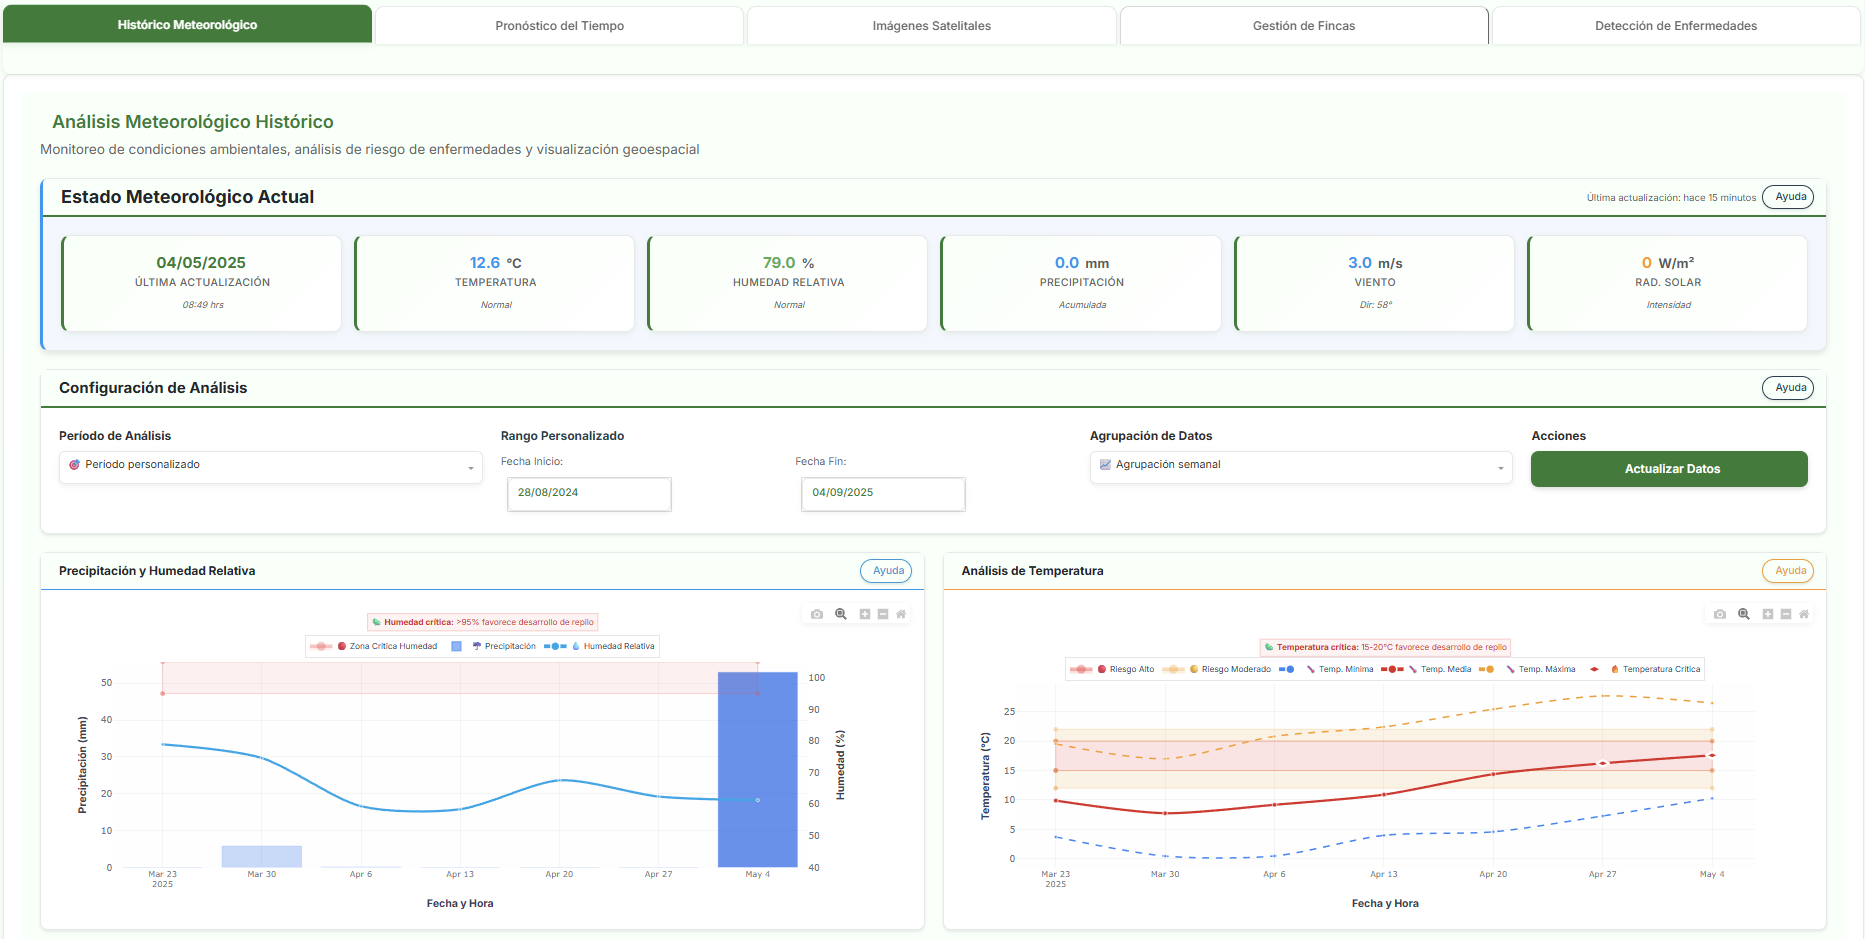 Histórico Meteorológico
Pronóstico del Tiempo
Imágenes Satelitales
Gestión de Fincas
Detección de Enfermedades
Análisis Meteorológico Histórico
Monitoreo de condiciones ambientales, análisis de riesgo de enfermedades y visualización geoespacial
Estado Meteorológico Actual
Última actualización: hace 15 minutos
Ayuda
04/05/2025
ÚLTIMA ACTUALIZACIÓN
08:49 hrs
12.6 °C
TEMPERATURA
Normal
79.0 %
HUMEDAD RELATIVA
Normal
0.0 mm
PRECIPITACIÓN
Acumulada
3.0 m/s
VIENTO
Dir: 58°
0 W/m²
RAD. SOLAR
Intensidad
Configuración de Análisis
Ayuda
Período de Análisis
Período personalizado
Rango Personalizado
Fecha Inicio:
28/08/2024
Fecha Fin:
04/09/2025
Agrupación de Datos
Agrupación semanal
Acciones
Actualizar Datos
Precipitación y Humedad Relativa
Ayuda
Humedad crítica: >95% favorece desarrollo de repilo
Zona Crítica Humedad
Precipitación
Humedad Relativa
Precipitación (mm)
50
40
30
20
10
0
100
90
80
70
60
50
40
Humedad (%)
Mar 23
2025
Mar 30
Apr 6
Apr 13
Apr 20
Apr 27
May 4
Fecha y Hora
Análisis de Temperatura
Ayuda
Temperatura crítica: 15-20°C favorece desarrollo de repilo
Riesgo Alto
Riesgo Moderado
Temp. Mínima
Temp. Media
Temp. Máxima
Temperatura Crítica
Temperatura (°C)
25
20
15
10
5
0
Mar 23
2025
Mar 30
Apr 6
Apr 13
Apr 20
Apr 27
May 4
Fecha y Hora